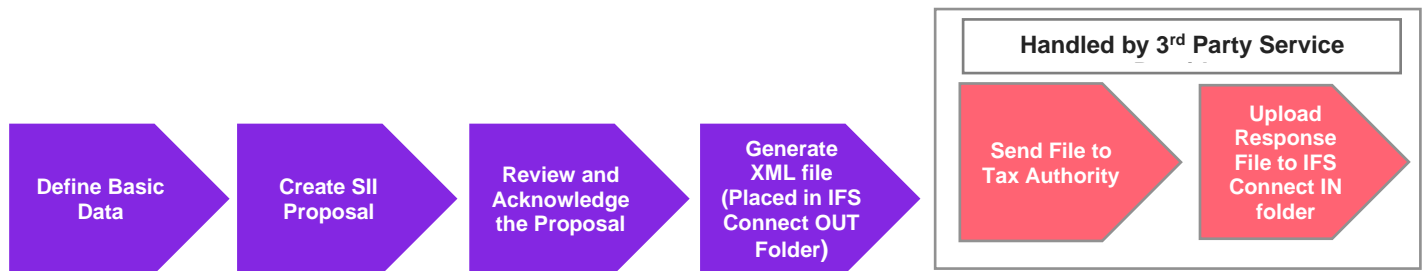 Handled by 3rd Party Service
Define Basic
Data
Create SII
Proposal
Review and
Acknowledge
the Proposal
Generate
XML file
(Placed in IFS
Connect OUT
Folder)
Send File to
Tax Authority
Upload
Response
File to IFS
Connect IN
folder